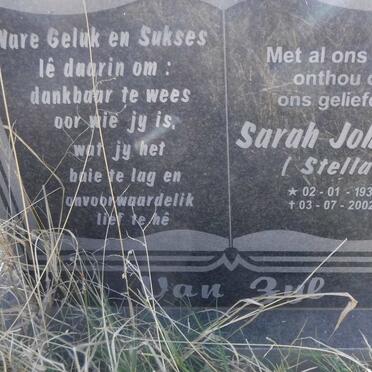 Ware Geluk en Sukses
lê daarin om :
dankbaar te wees
oor wie jy is,
wat jy het
baie te lag en
onvoorwaardelik
lief te hê
Met al ons
onthou
ons geliefe
Sarah Joh
( Stella
* 02 - 01 - 193
✝ 03 - 07 - 2002
Van Zyl